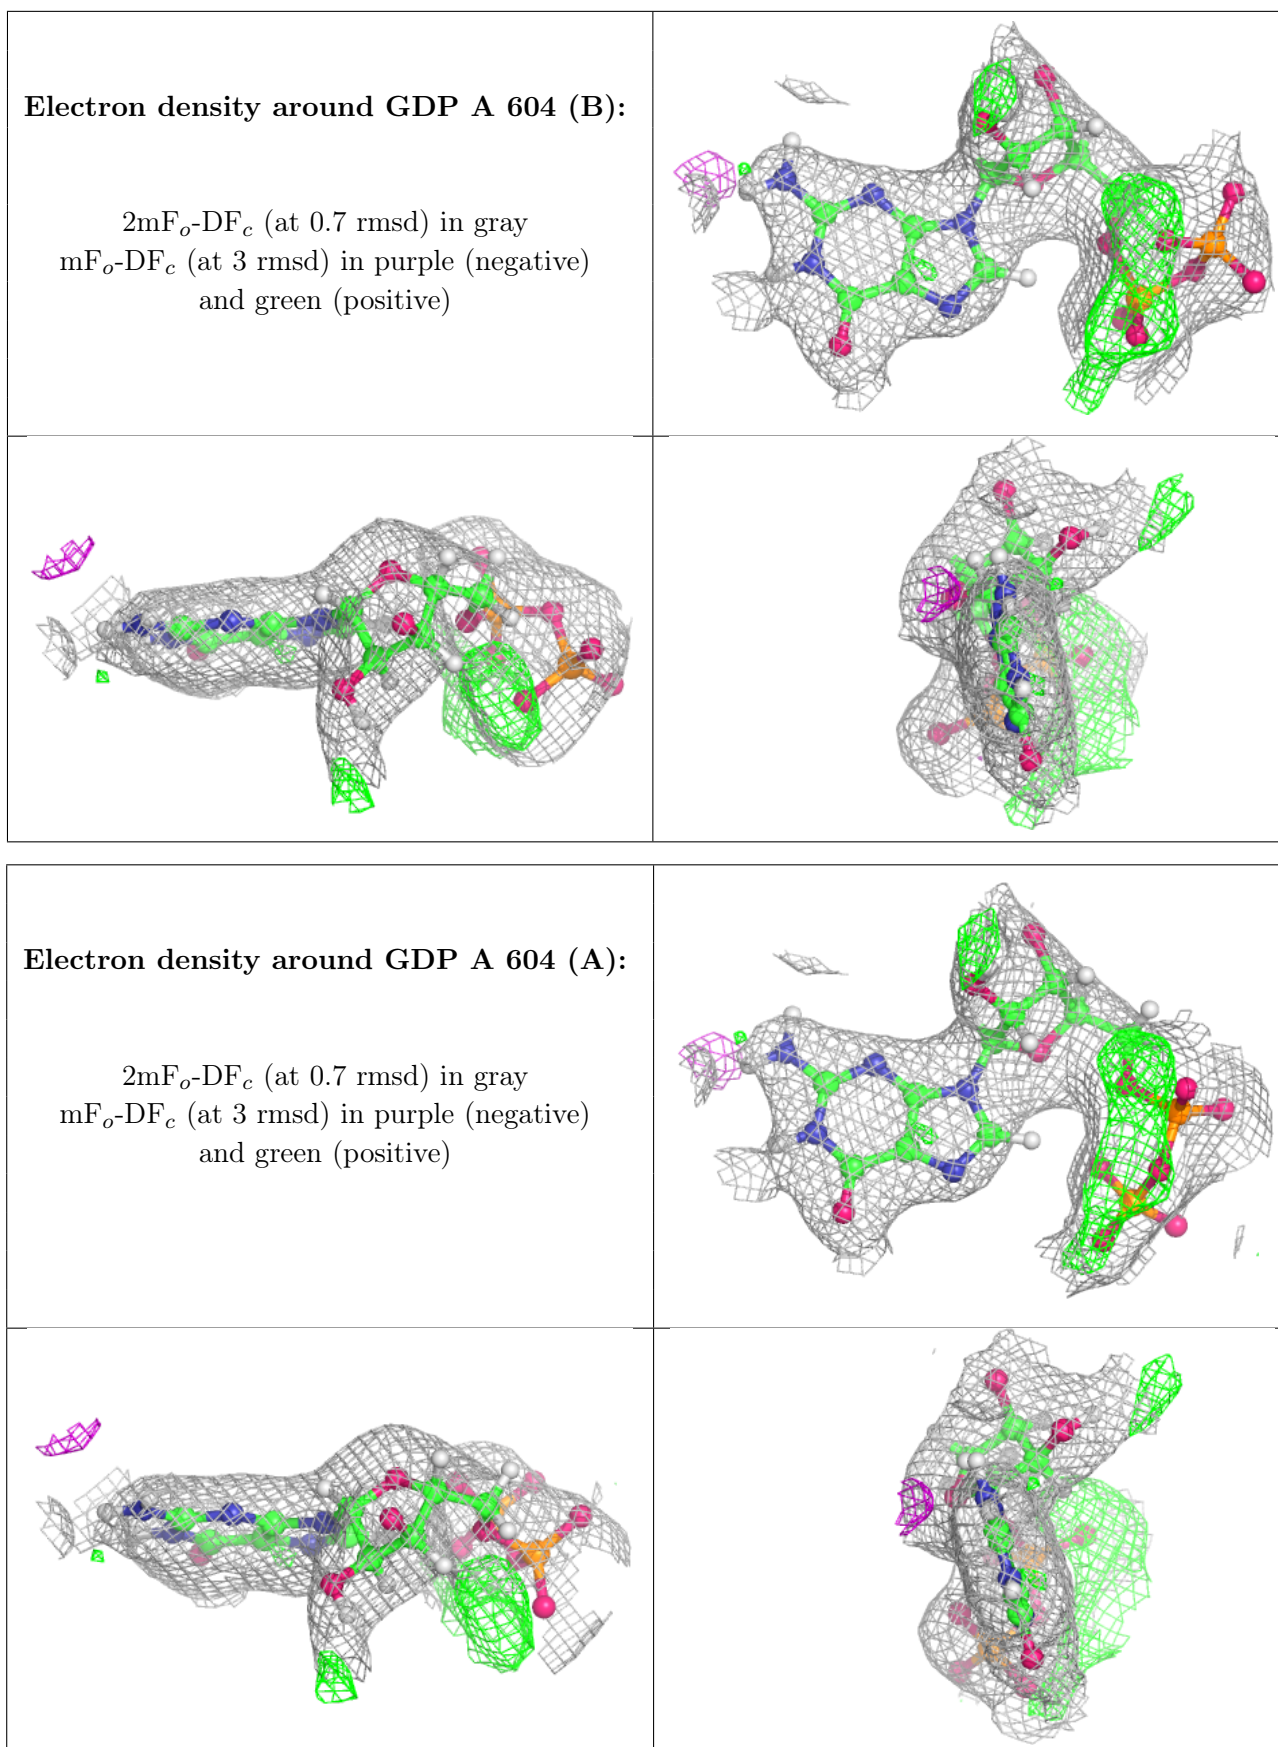 Electron density around GDP A 604 (B):
2mFo-DFc (at 0.7 rmsd) in gray
mFo-DFc (at 3 rmsd) in purple (negative)
and green (positive)
Electron density around GDP A 604 (A):
2mFo-DFc (at 0.7 rmsd) in gray
mFo-DFc (at 3 rmsd) in purple (negative)
and green (positive)